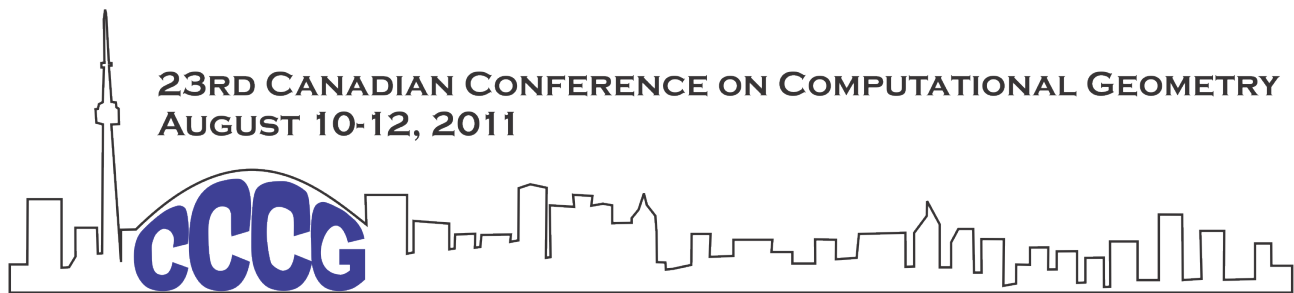 23rd Canadian Conference on Computational Geometry
August 10-12, 2011
CCCG